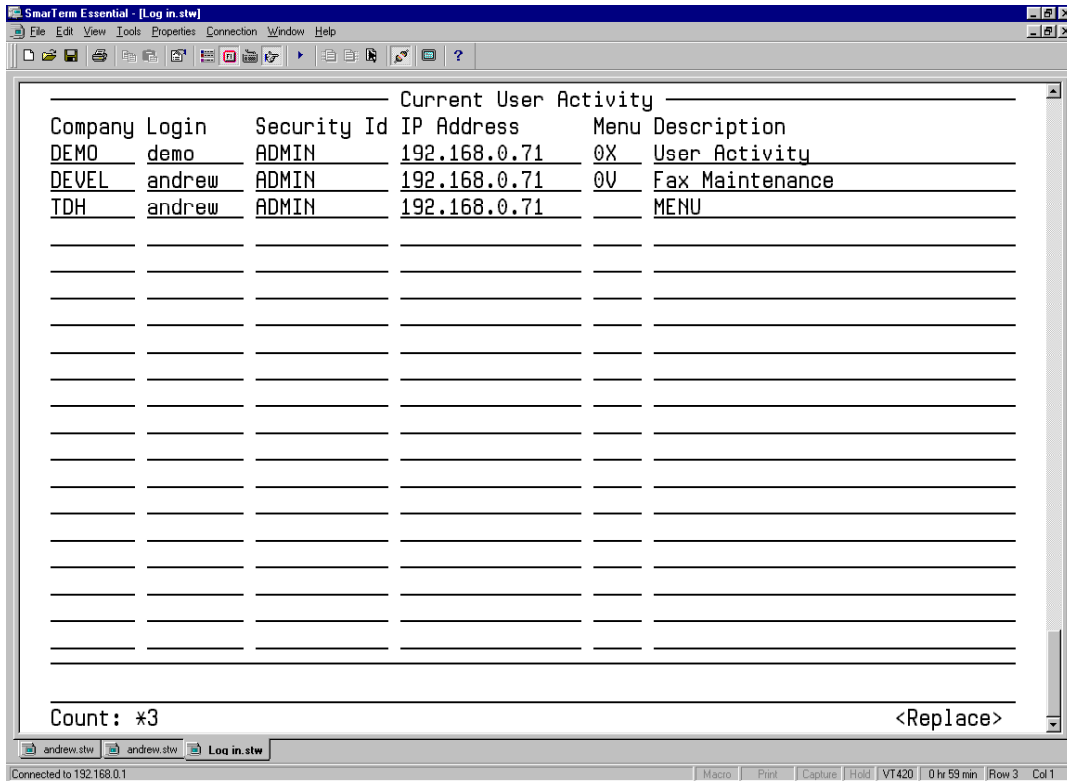 SmarTerm Essential - [Log in.stw]
File Edit View Tools Properties Connection Window Help
Current User Activity
Company Login Security Id IP Address Menu Description
DEMO demo ADMIN 192.168.0.71 0X User Activity
DEVEL andrew ADMIN 192.168.0.71 0V Fax Maintenance
TDH andrew ADMIN 192.168.0.71 MENU
Count: *3 <Replace>
andrew.stw andrew.stw Log in.stw
Connected to 192.168.0.1 Macro Print Capture Hold VT420 0 hr 59 min Row 3 Col 1